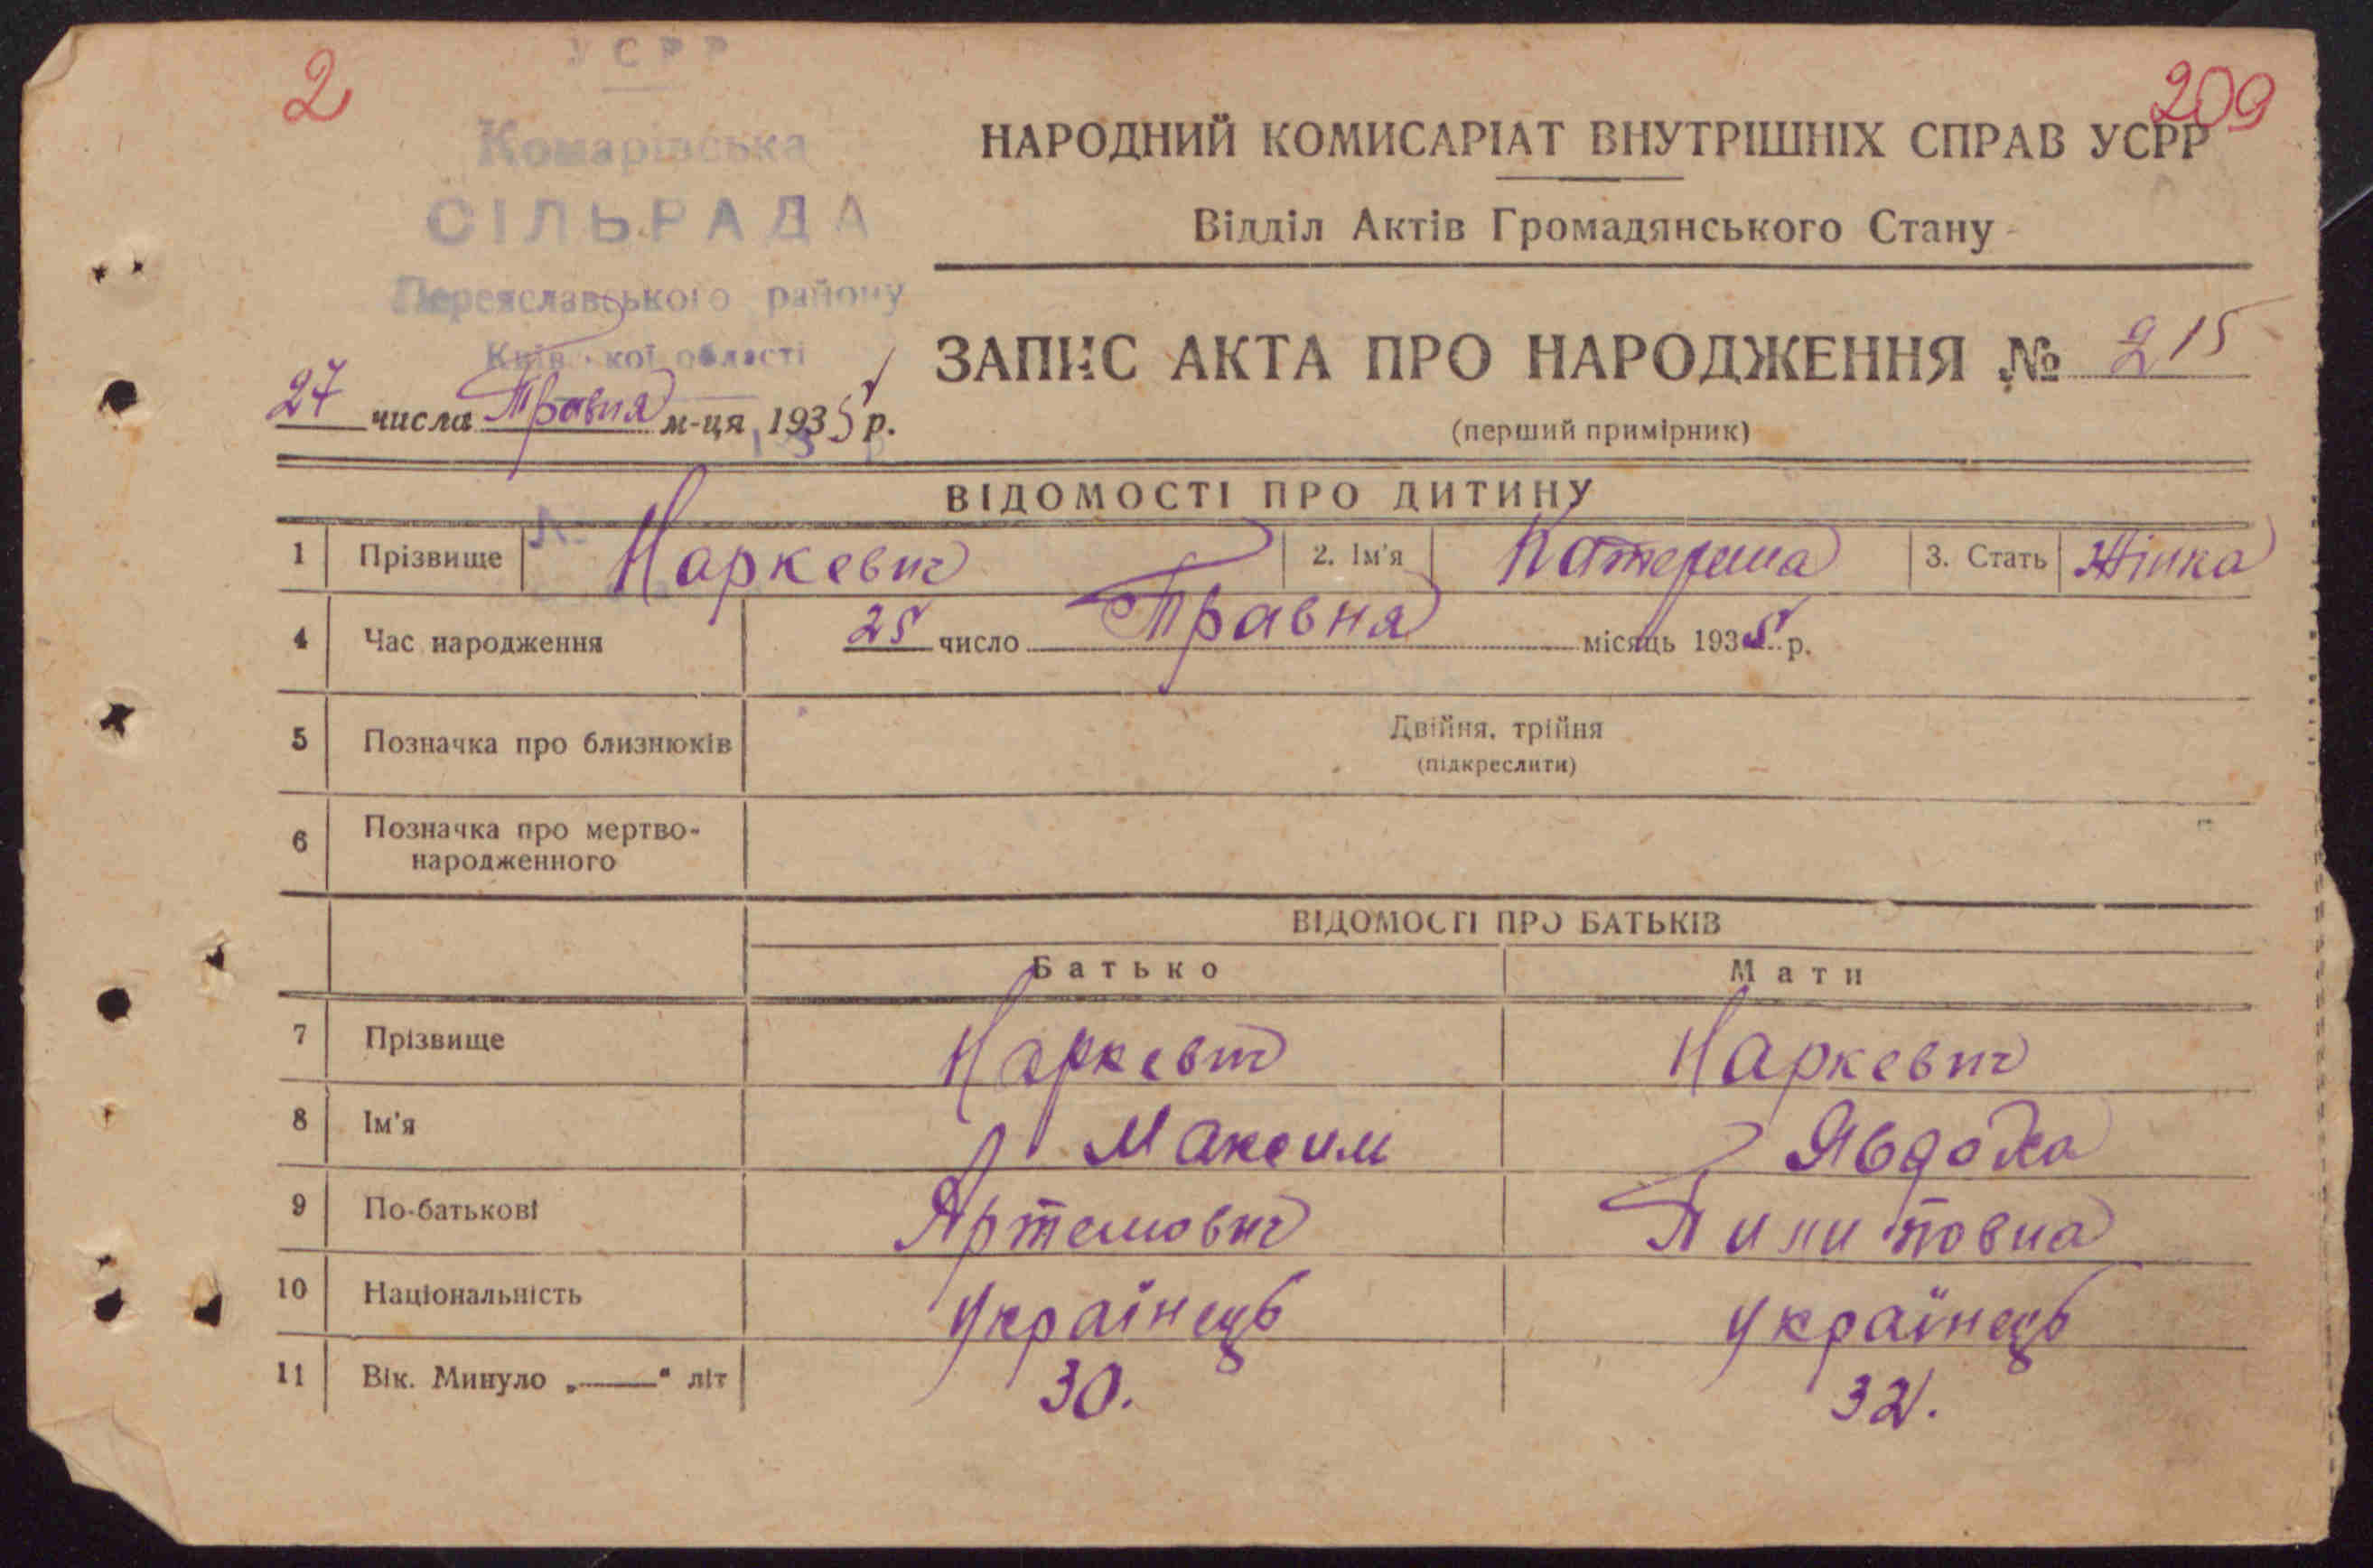 2
УСРР
209
Комарівська
СІЛЬРАДА
Переяславського району
Київської області
27 числа Травня м-ця 1935 р.
НАРОДНИЙ КОМИСАРІАТ ВНУТРІШНІХ СПРАВ УСРР
Відділ Актів Громадянського Стану
ЗАПИС АКТА ПРО НАРОДЖЕННЯ № 215
(перший примірник)
ВІДОМОСТІ ПРО ДИТИНУ
1 Прізвище Наркевич 2. Ім'я Катерина 3. Стать Жінка
4 Час народження 25 число Травня місяць 1935 р.
5 Позначка про близнюків Двійня, трійня
(підкреслити)
6 Позначка про мертво-
народженного
ВІДОМОСТІ ПРО БАТЬКІВ
Батько Мати
7 Прізвище Наркевич Наркевич
8 Ім'я Максим Явдоха
9 По-батькові Артемович Пилиповна
10 Національність Українець Українець
11 Вік. Минуло „——“ літ 30. 32.